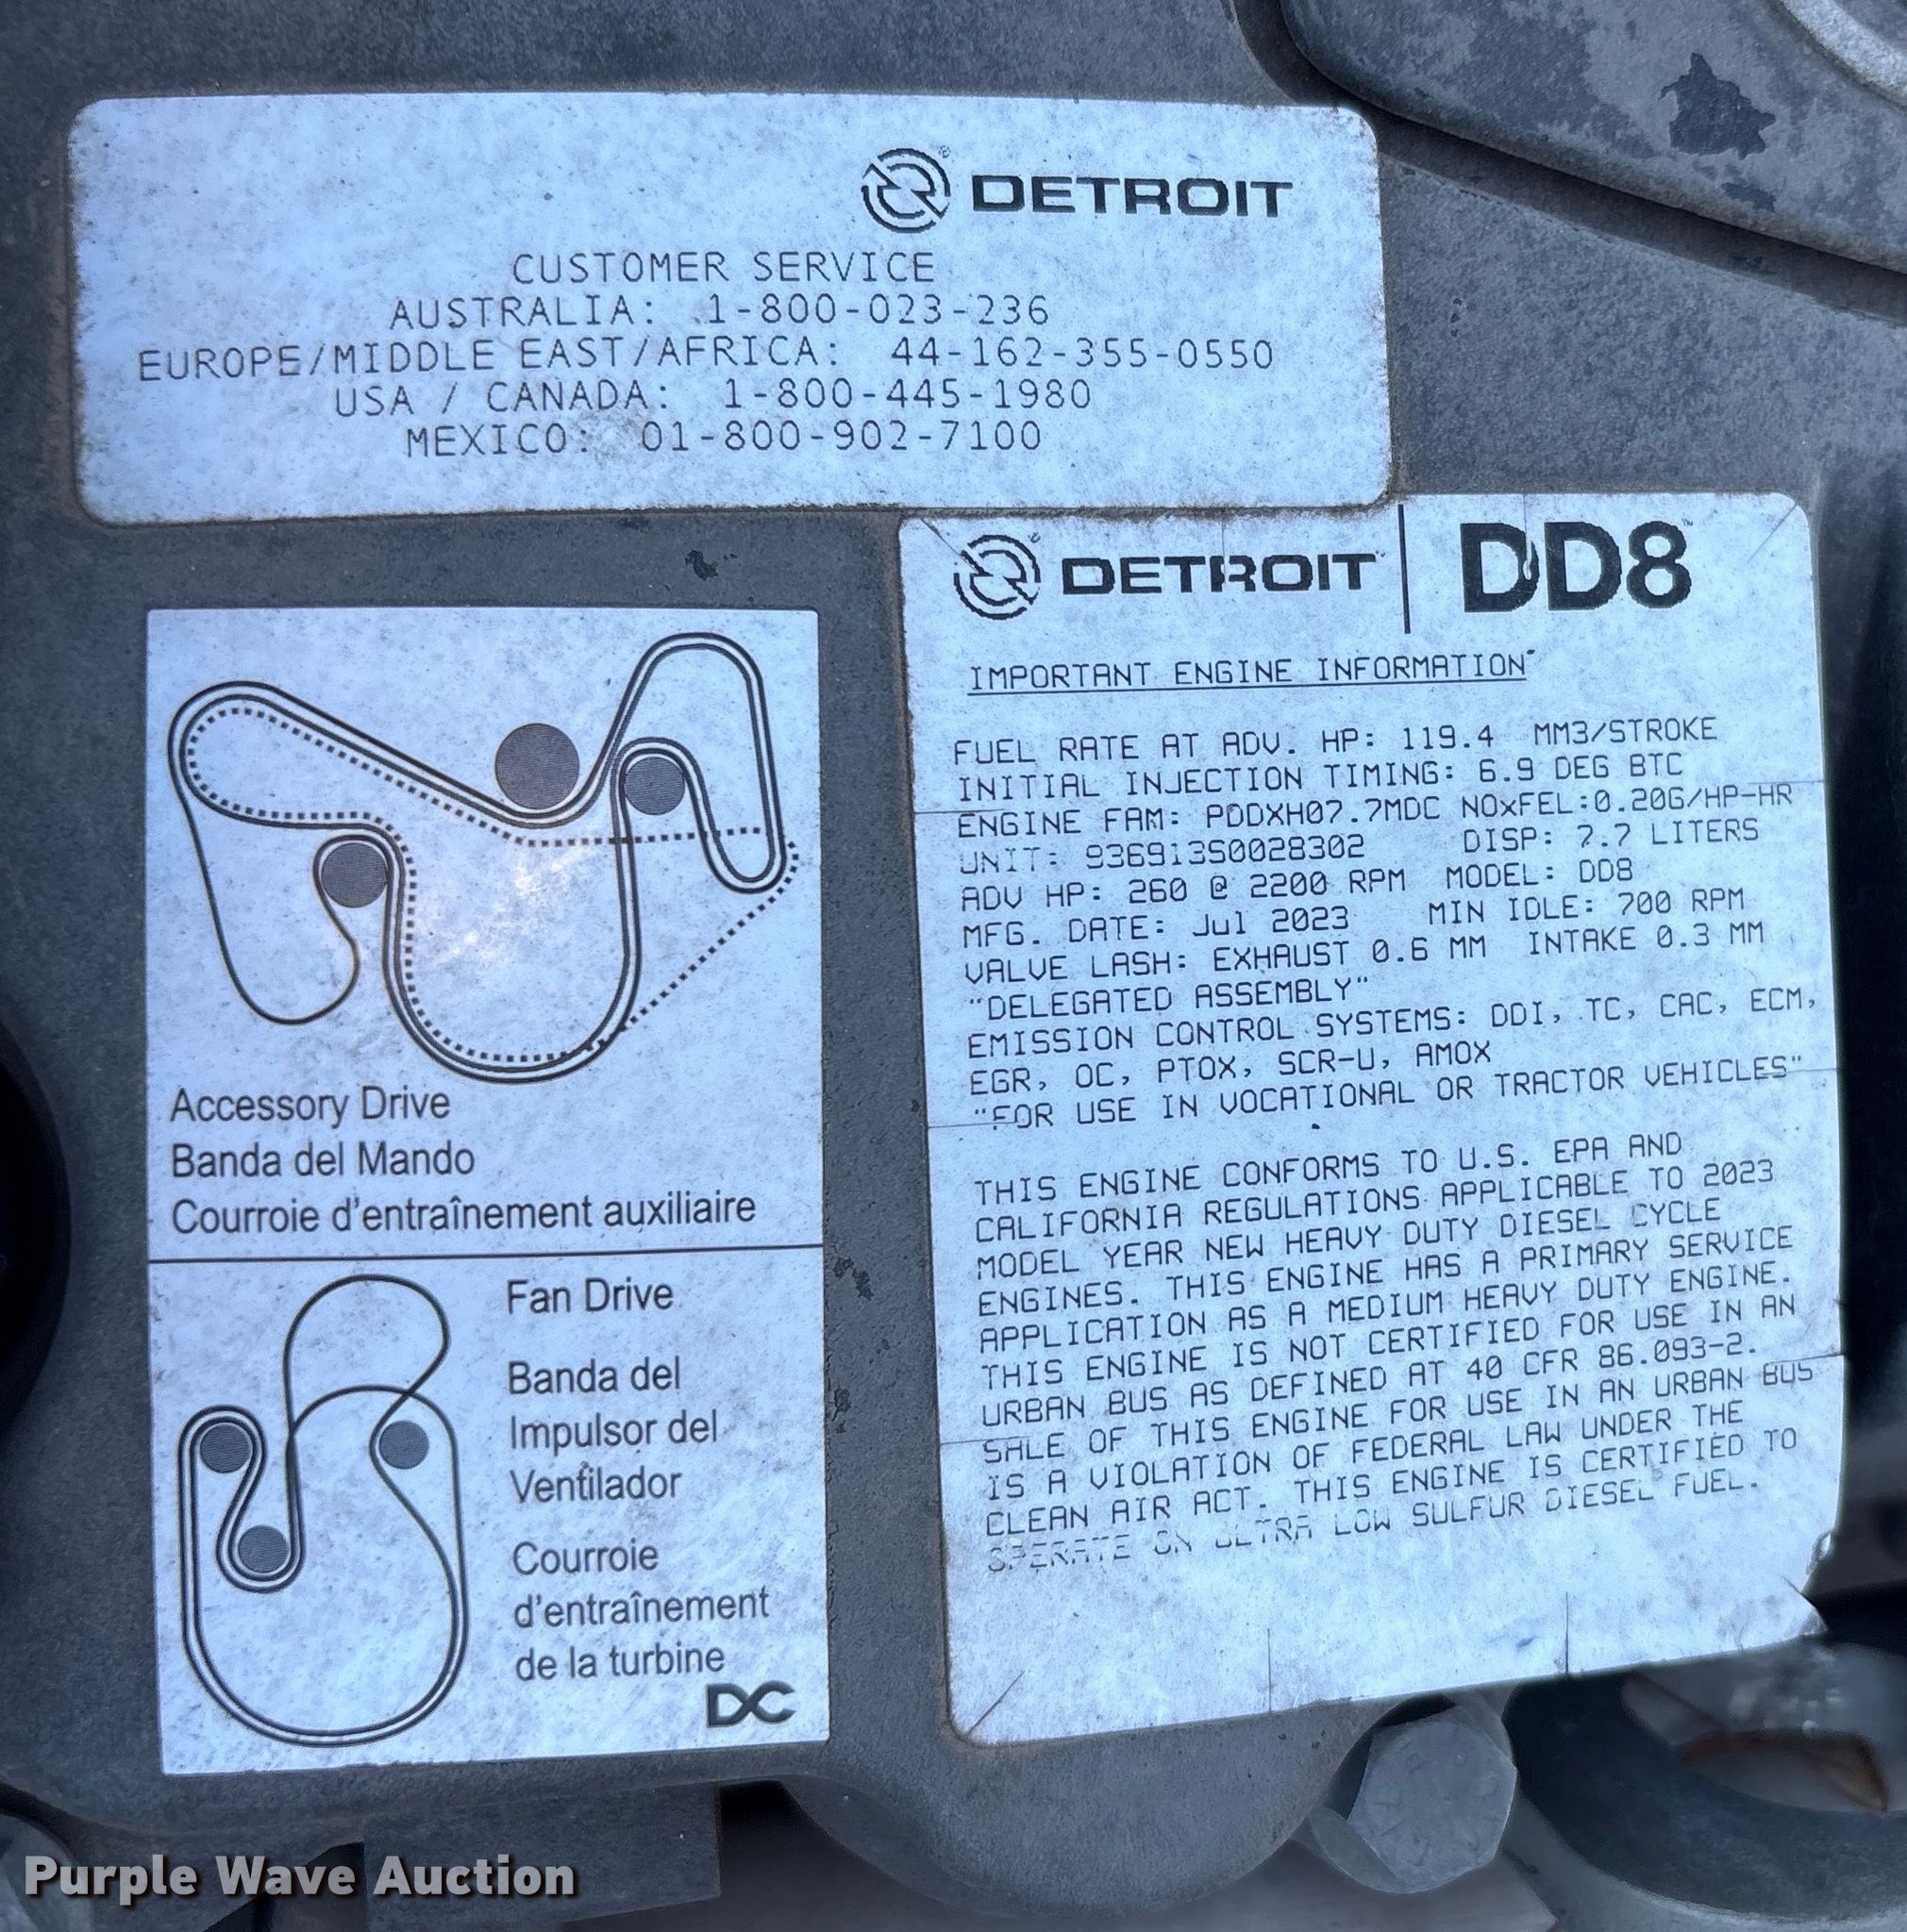 DETROIT
CUSTOMER SERVICE
AUSTRALIA: 1-800-023-236
EUROPE/MIDDLE EAST/AFRICA: 44-162-355-0550
USA / CANADA: 1-800-445-1980
MEXICO: 01-800-902-7100
Accessory Drive
Banda del Mando
Courroie d'entraînement auxiliaire
Fan Drive
Banda del
Impulsor del
Ventilador
Courroie
d'entraînement
de la turbine
DC
DETROIT | DD8™
IMPORTANT ENGINE INFORMATION
FUEL RATE AT ADV. HP: 119.4 MM3/STROKE
INITIAL INJECTION TIMING: 6.9 DEG BTC
ENGINE FAM: PDDXH07.7MDC NOxFEL:0.20G/HP-HR
UNIT: 936913S0028302 DISP: 7.7 LITERS
ADV HP: 260 @ 2200 RPM MODEL: DD8
MFG. DATE: Jul 2023 MIN IDLE: 700 RPM
VALVE LASH: EXHAUST 0.6 MM INTAKE 0.3 MM
"DELEGATED ASSEMBLY"
EMISSION CONTROL SYSTEMS: DDI, TC, CAC, ECM,
EGR, OC, PTOX, SCR-U, AMOX
"FOR USE IN VOCATIONAL OR TRACTOR VEHICLES"
THIS ENGINE CONFORMS TO U.S. EPA AND
CALIFORNIA REGULATIONS APPLICABLE TO 2023
MODEL YEAR NEW HEAVY DUTY DIESEL CYCLE
ENGINES. THIS ENGINE HAS A PRIMARY SERVICE
APPLICATION AS A MEDIUM HEAVY DUTY ENGINE.
THIS ENGINE IS NOT CERTIFIED FOR USE IN AN
URBAN BUS AS DEFINED AT 40 CFR 86.093-2.
SALE OF THIS ENGINE FOR USE IN AN URBAN BUS
IS A VIOLATION OF FEDERAL LAW UNDER THE
CLEAN AIR ACT. THIS ENGINE IS CERTIFIED TO
OPERATE ON ULTRA LOW SULFUR DIESEL FUEL.
Purple Wave Auction